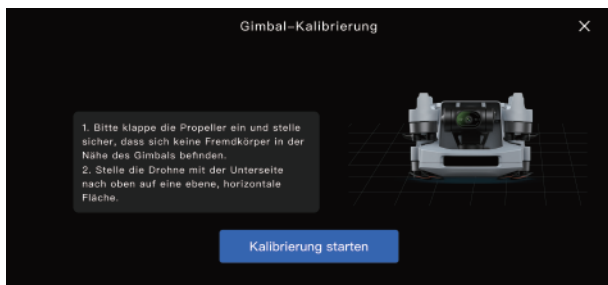 Gimbal-Kalibrierung
1. Bitte klappe die Propeller ein und stelle
sicher, dass sich keine Fremdkörper in der
Nähe des Gimbals befinden.
2. Stelle die Drohne mit der Unterseite
nach oben auf eine ebene, horizontale
Fläche.
Kalibrierung starten